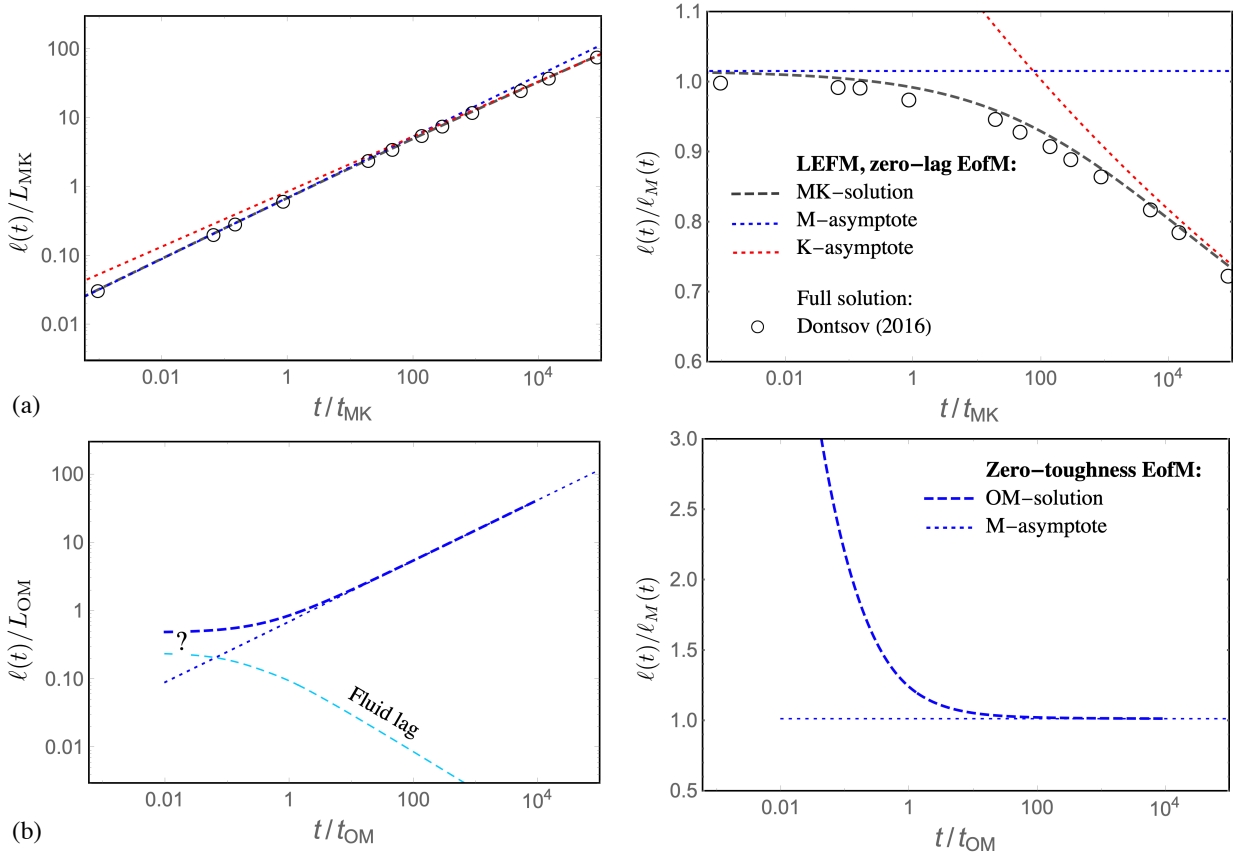 100
10
1
0.10
0.01
ℓ(t)/L_MK
0.01 1 100 10^4
t/t_MK
(a)
1.1
1.0
0.9
0.8
0.7
0.6
ℓ(t)/ℓ_M(t)
LEFM, zero−lag EofM:
MK−solution
M−asymptote
K−asymptote
Full solution:
Dontsov (2016)
0.01 1 100 10^4
t/t_MK
100
10
1
0.10
0.01
ℓ(t)/L_OM
?
Fluid lag
0.01 1 100 10^4
t/t_OM
(b)
3.0
2.5
2.0
1.5
1.0
0.5
ℓ(t)/ℓ_M(t)
Zero−toughness EofM:
OM−solution
M−asymptote
0.01 1 100 10^4
t/t_OM